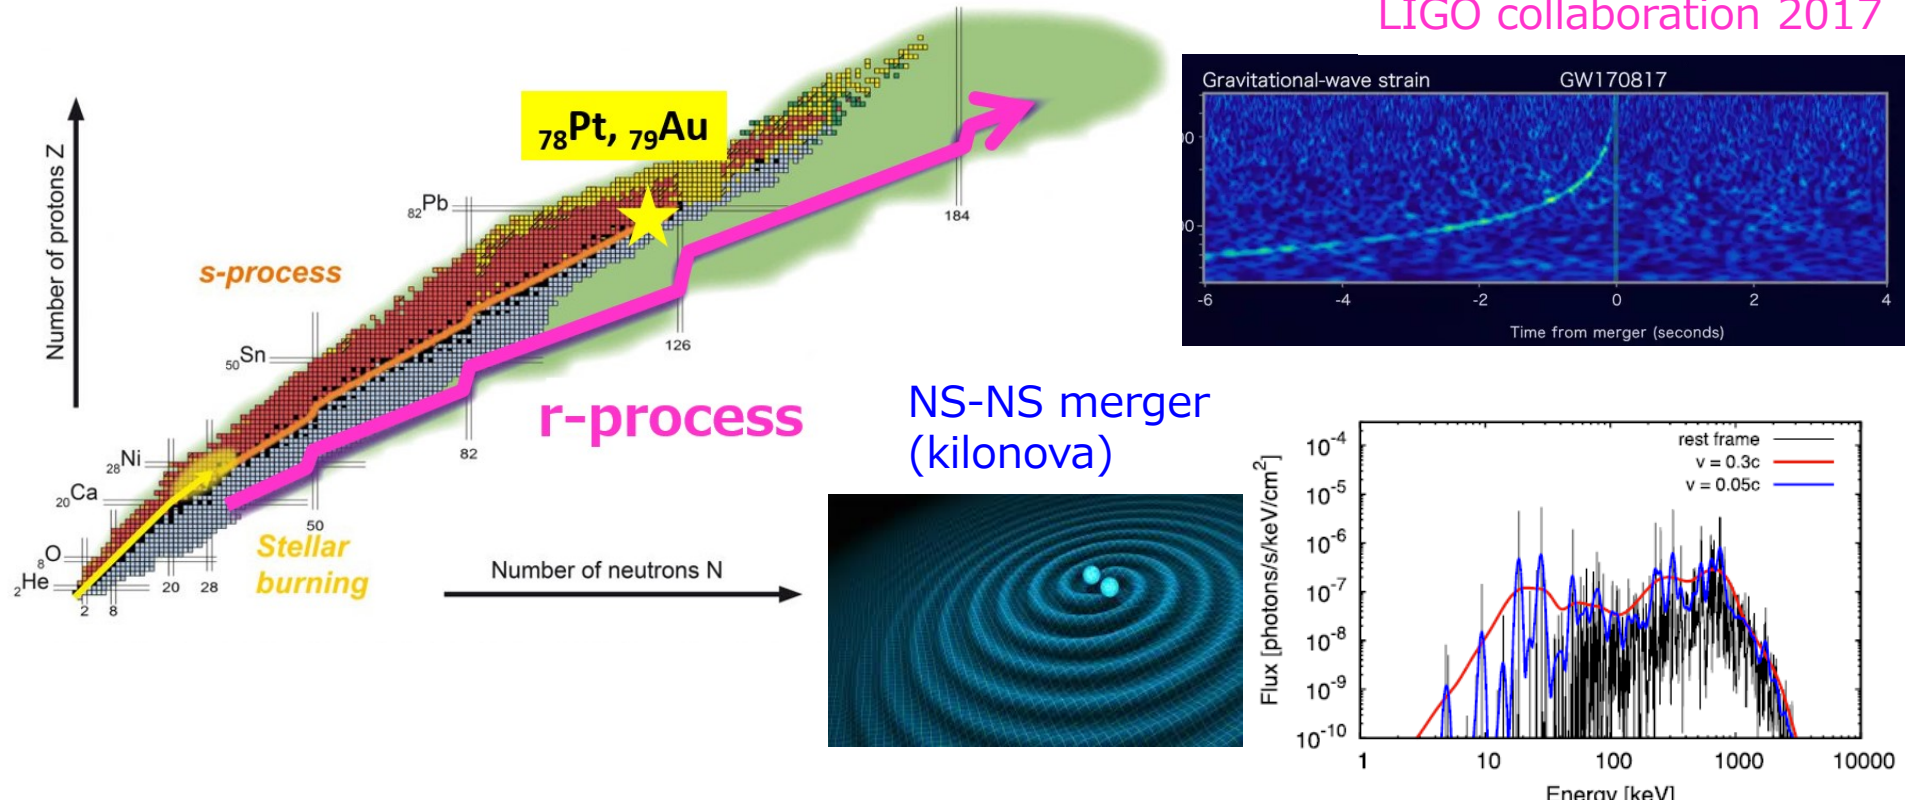 LIGO collaboration 2017
Number of protons Z
₇₈Pt, ₇₉Au
s-process
₈₂Pb
₅₀Sn
₂₈Ni
₂₀Ca
₈O
₂He
2
8
20
28
50
82
126
184
Stellar
burning
r-process
Number of neutrons N
Gravitational-wave strain
GW170817
-6
-4
-2
0
2
4
Time from merger (seconds)
NS-NS merger
(kilonova)
rest frame
v = 0.3c
v = 0.05c
Flux [photons/s/keV/cm²]
10⁻⁴
10⁻⁵
10⁻⁶
10⁻⁷
10⁻⁸
10⁻⁹
10⁻¹⁰
1
10
100
1000
10000
Energy [keV]